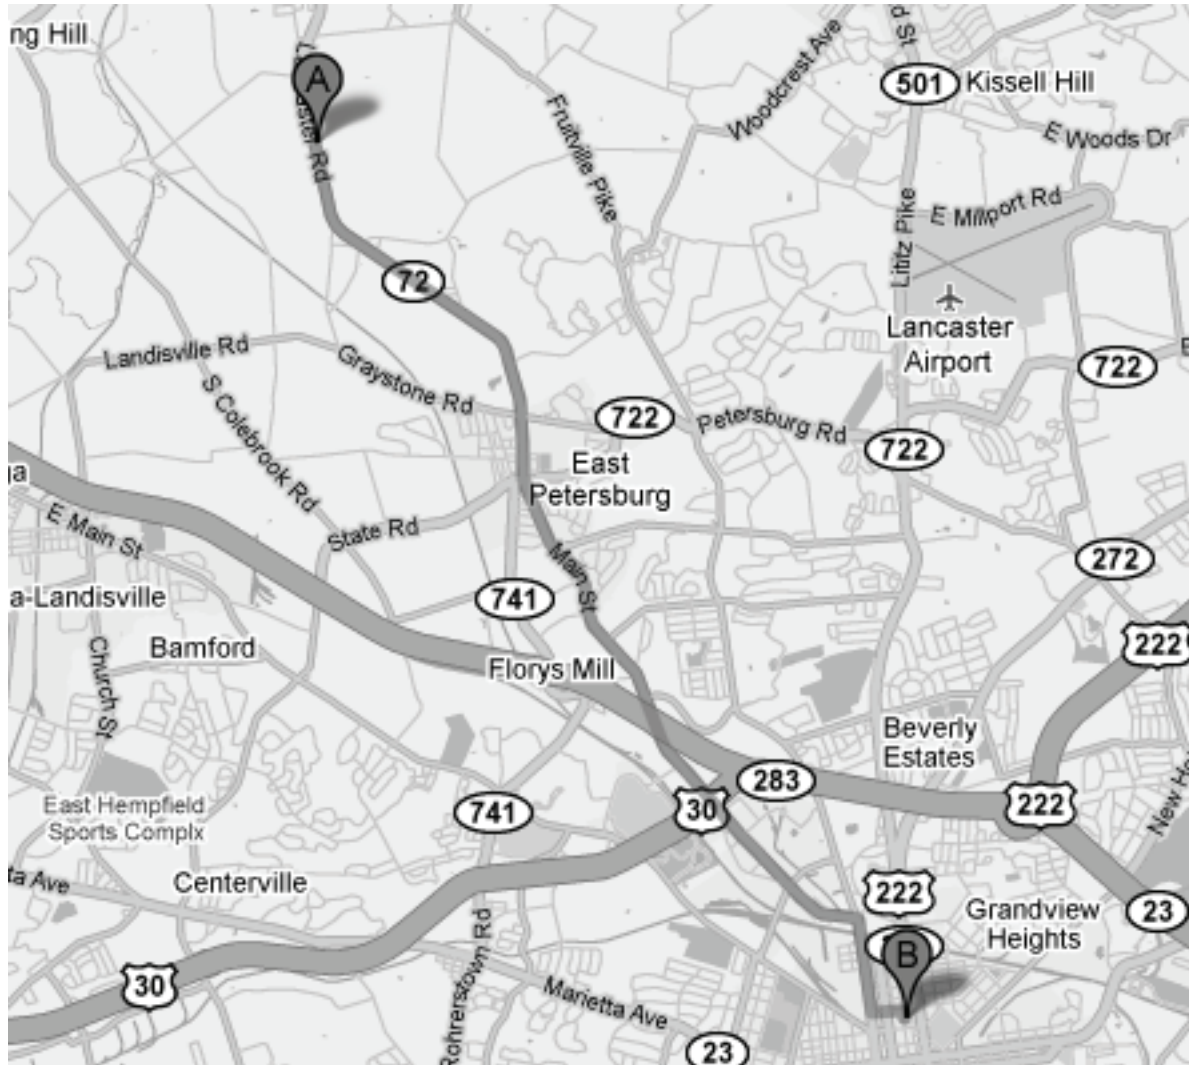 ng Hill
A
Rd
72
Fruitville Pike
Woodcrest Ave
501
Kissell Hill
E Woods Dr
E Millport Rd
Lititz Pike
Lancaster
Airport
Landisville Rd
Graystone Rd
S Colebrook Rd
722
Petersburg Rd
722
722
East
Petersburg
ga
E Main St
State Rd
Main St
741
272
a-Landisville
Bamford
Church St
Florys Mill
222
Beverly
Estates
283
30
222
741
East Hempfield
Sports Complx
ta Ave
Centerville
222
Grandview
Heights
23
B
30
Rohrerstown Rd
Marietta Ave
23